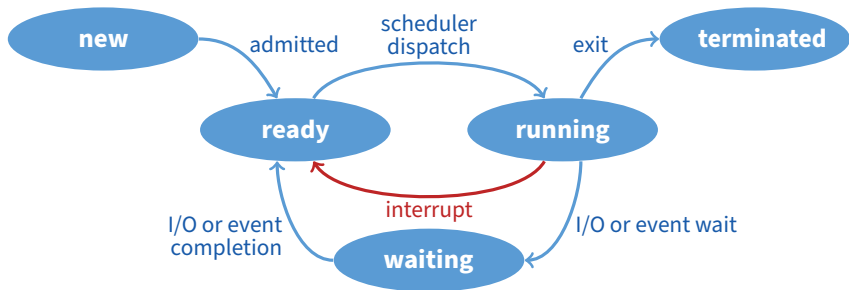 new
admitted
scheduler
dispatch
exit
terminated
ready
running
interrupt
I/O or event
completion
I/O or event wait
waiting